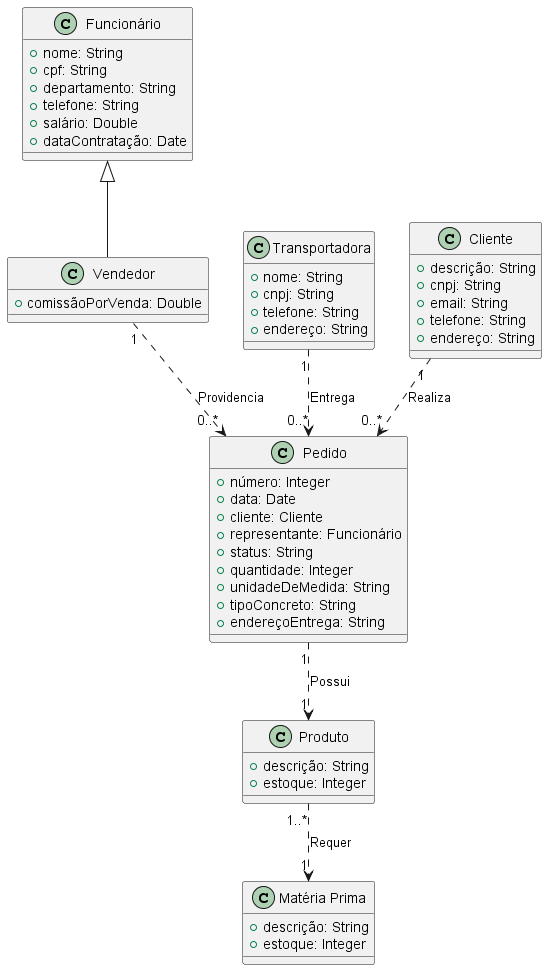 C Funcionário
nome: String
cpf: String
departamento: String
telefone: String
salário: Double
dataContratação: Date
C Vendedor
comissãoPorVenda: Double
C Transportadora
nome: String
cnpj: String
telefone: String
endereço: String
C Cliente
descrição: String
cnpj: String
email: String
telefone: String
endereço: String
1
1
1
Providencia
Entrega
Realiza
0..*
0..*
0..*
C Pedido
número: Integer
data: Date
cliente: Cliente
representante: Funcionário
status: String
quantidade: Integer
unidadeDeMedida: String
tipoConcreto: String
endereçoEntrega: String
1
Possui
1
C Produto
descrição: String
estoque: Integer
1..*
Requer
1
C Matéria Prima
descrição: String
estoque: Integer